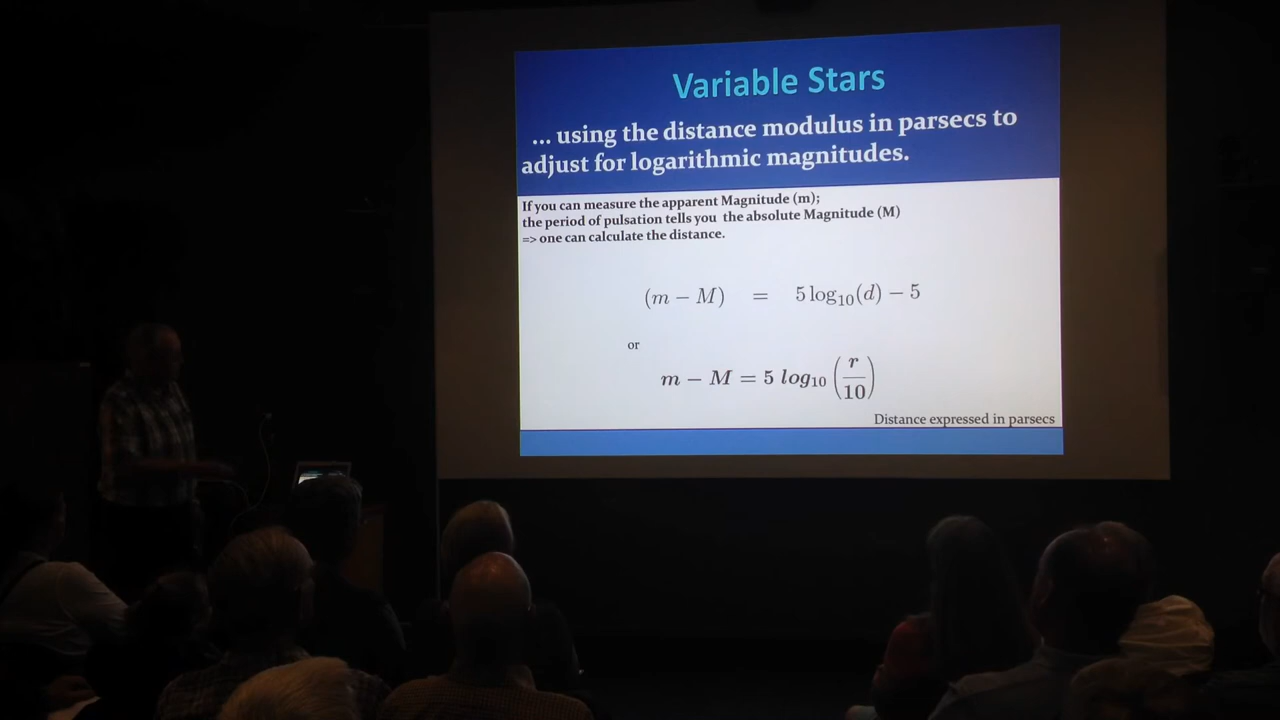 Variable Stars
... using the distance modulus in parsecs to
adjust for logarithmic magnitudes.
If you can measure the apparent Magnitude (m);
the period of pulsation tells you the absolute Magnitude (M)
=> one can calculate the distance.
(m − M) = 5 log₁₀(d) − 5
or
m − M = 5 log₁₀ (r/10)
Distance expressed in parsecs